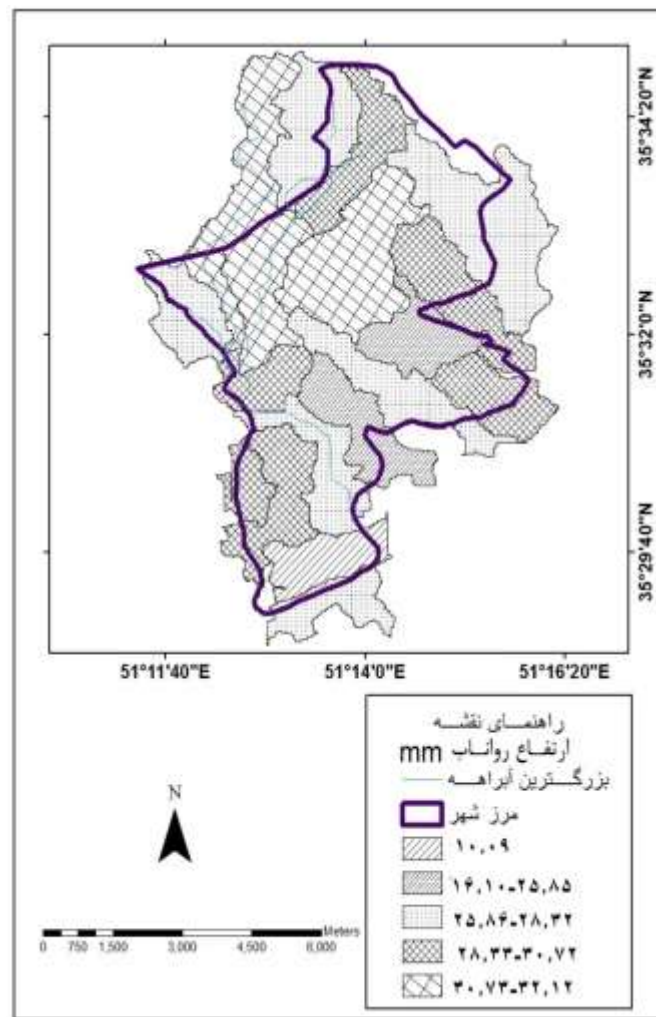 35°34'20"N
35°32'0"N
35°29'40"N
51°11'40"E 51°14'0"E 51°16'20"E
راهنمای نقشه
ارتفاع رواناب mm
بزرگترین آبراهه
مرز شهر
۱۰,۰۹
۱۶,۱۰-۲۵,۸۵
۲۵,۸۶-۲۸,۳۲
۲۸,۳۳-۳۰,۷۲
۳۰,۷۳-۳۲,۱۲
N
Meters
0 750 1,500 3,000 4,500 6,000